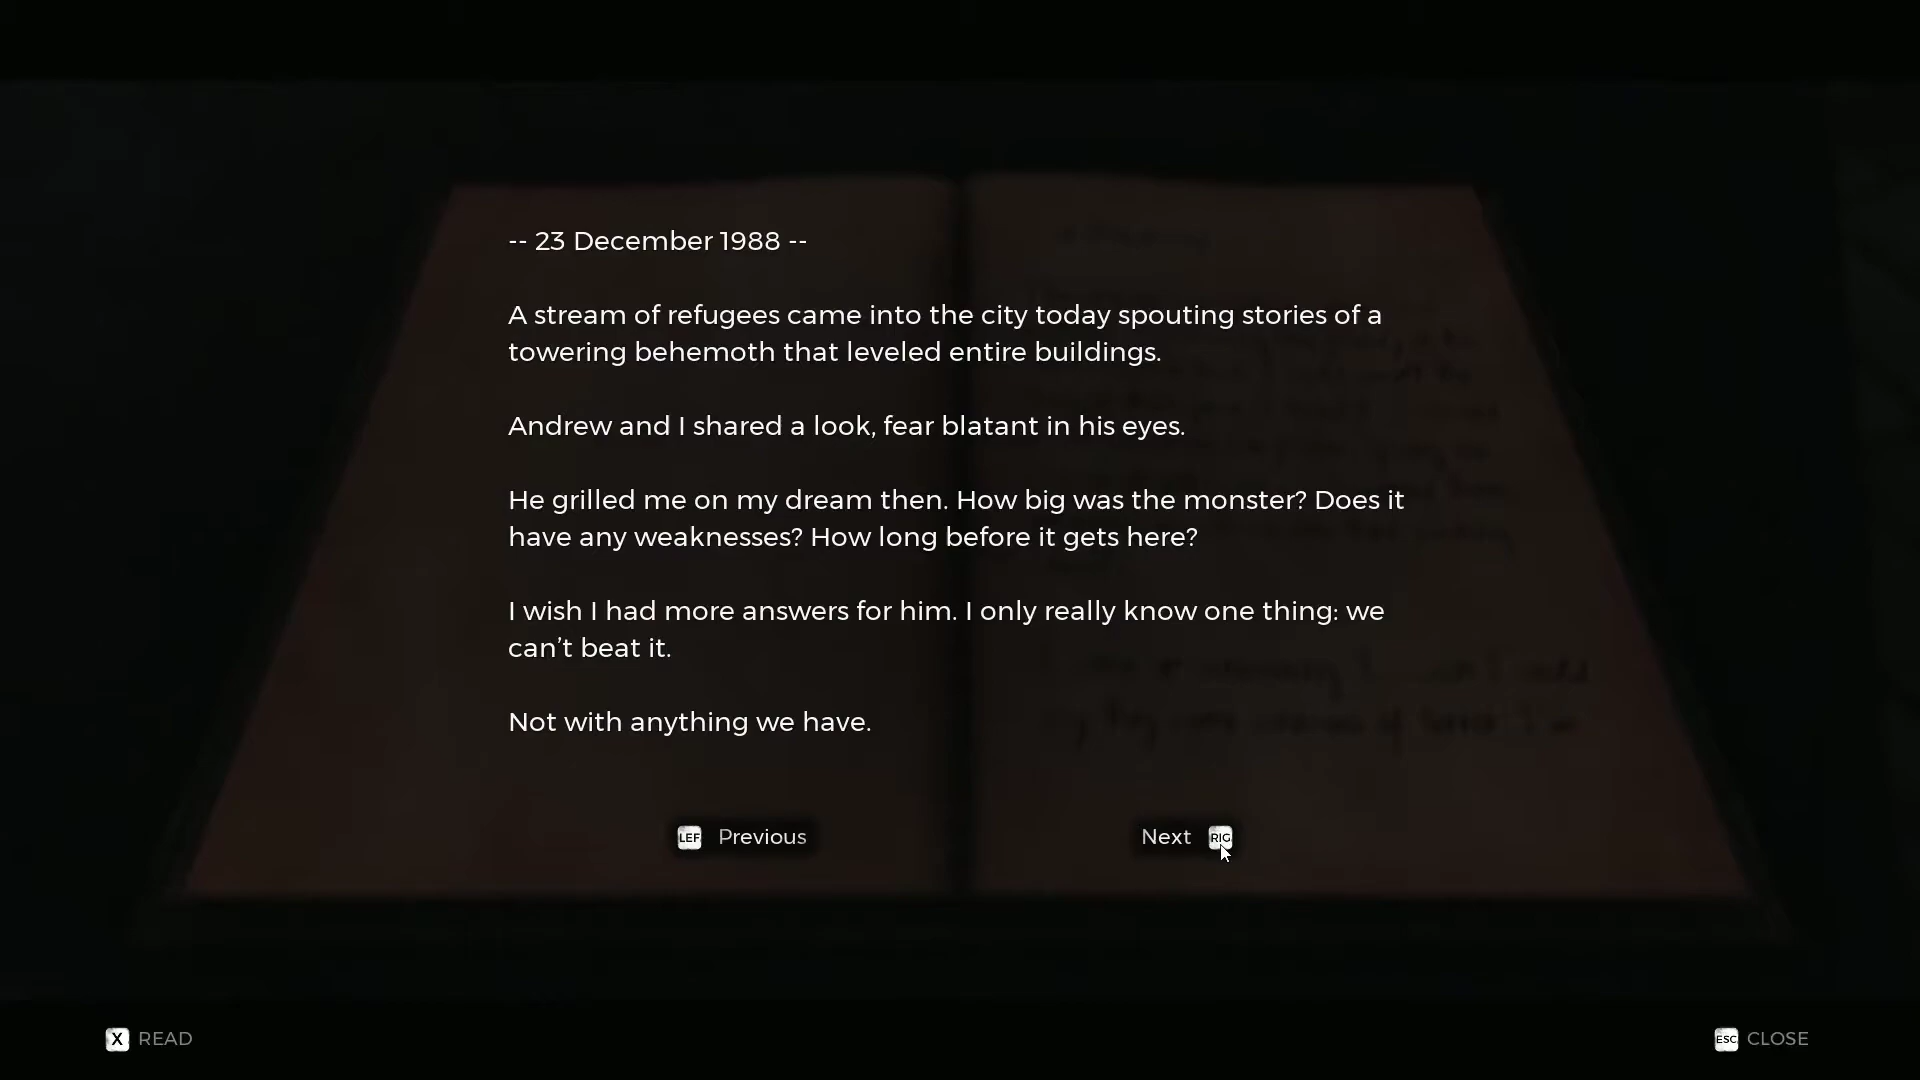 -- 23 December 1988 --
A stream of refugees came into the city today spouting stories of a
towering behemoth that leveled entire buildings.
Andrew and I shared a look, fear blatant in his eyes.
He grilled me on my dream then. How big was the monster? Does it
have any weaknesses? How long before it gets here?
I wish I had more answers for him. I only really know one thing: we
can’t beat it.
Not with anything we have.
LEF Previous
Next RIG
X READ
ESC CLOSE